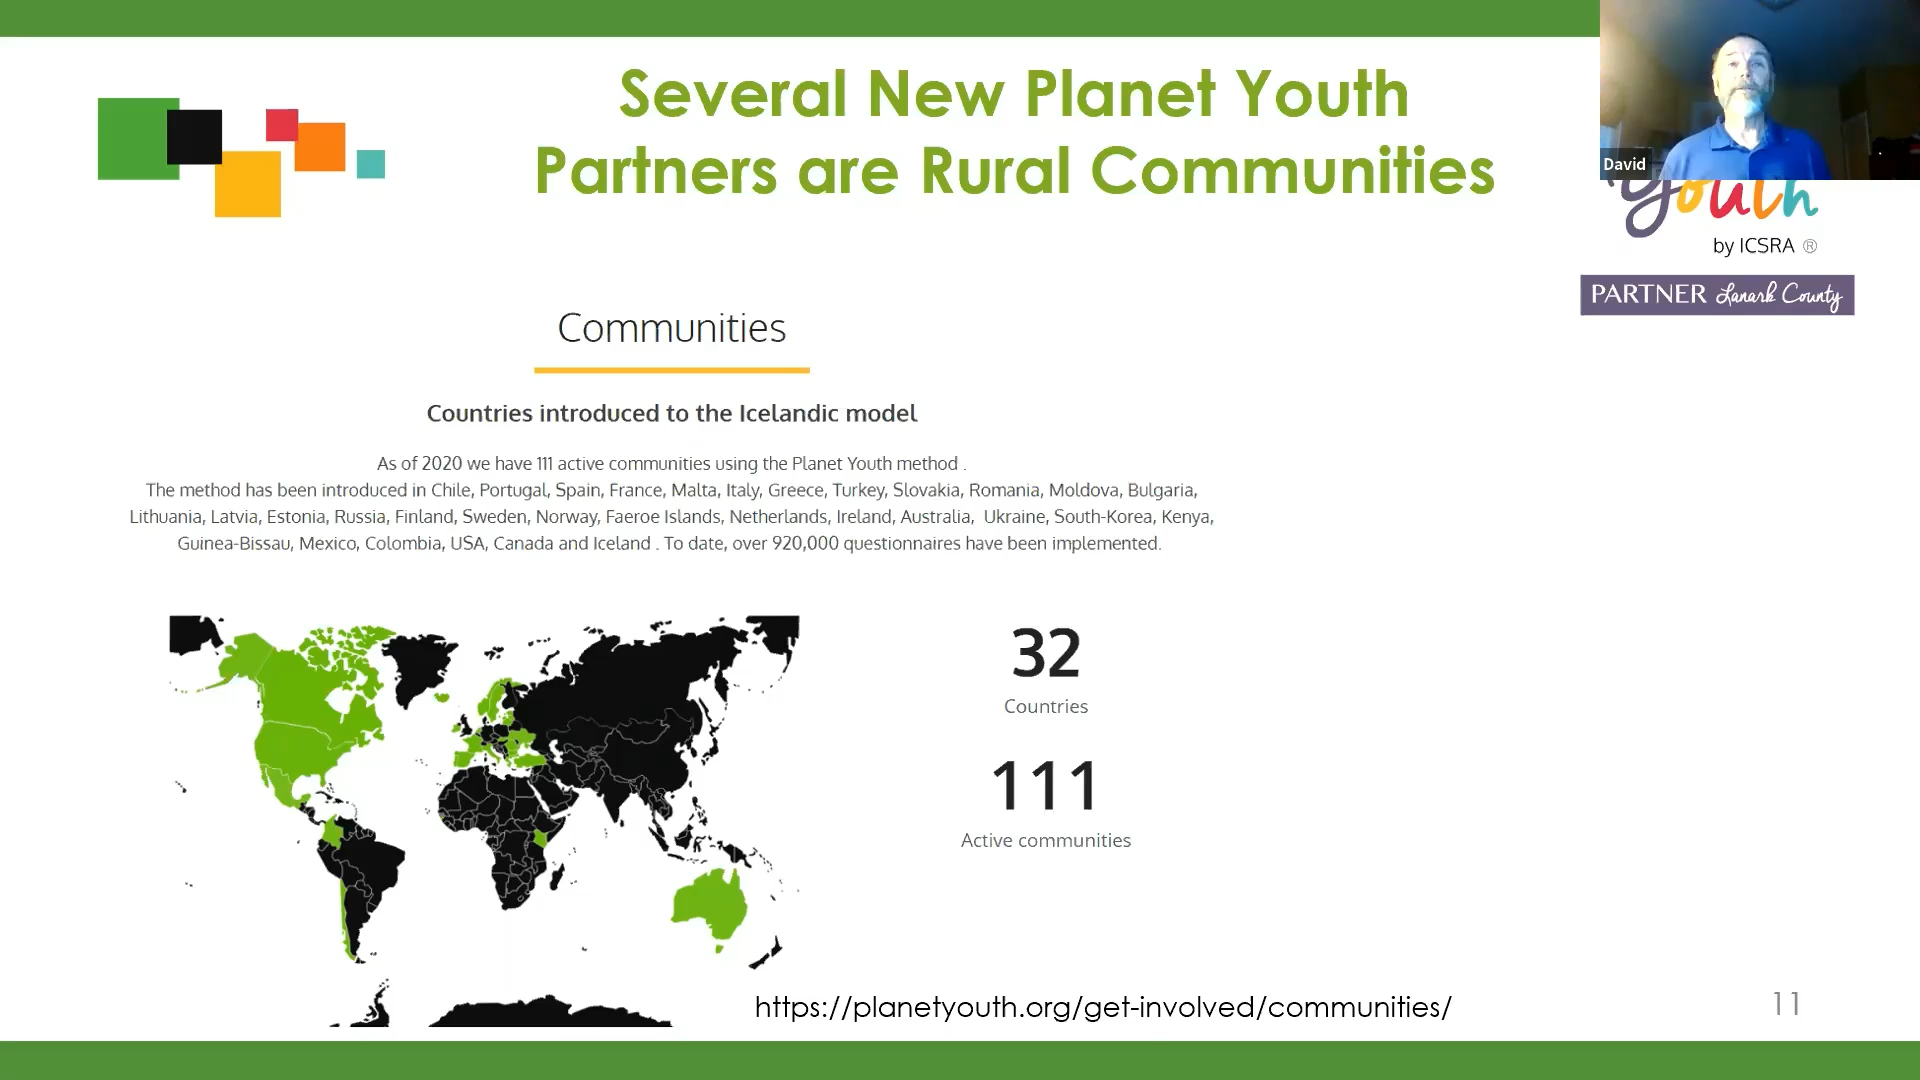 Several New Planet Youth
Partners are Rural Communities
David
youth
by ICSRA ®
PARTNER Lanark County
Communities
Countries introduced to the Icelandic model
As of 2020 we have 111 active communities using the Planet Youth method .
The method has been introduced in Chile, Portugal, Spain, France, Malta, Italy, Greece, Turkey, Slovakia, Romania, Moldova, Bulgaria,
Lithuania, Latvia, Estonia, Russia, Finland, Sweden, Norway, Faeroe Islands, Netherlands, Ireland, Australia, Ukraine, South-Korea, Kenya,
Guinea-Bissau, Mexico, Colombia, USA, Canada and Iceland . To date, over 920,000 questionnaires have been implemented.
32
Countries
111
Active communities
https://planetyouth.org/get-involved/communities/
11